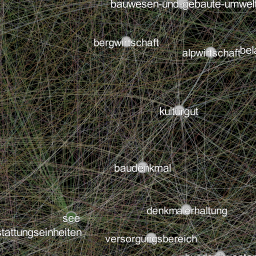 bauwesen-und gebaute-umwelt
bergwirtschaft
alpwirtschaft
kulturgut
baudenkmal
denkmalerhaltung
see
stattungseinheiten
versorgungsbereich